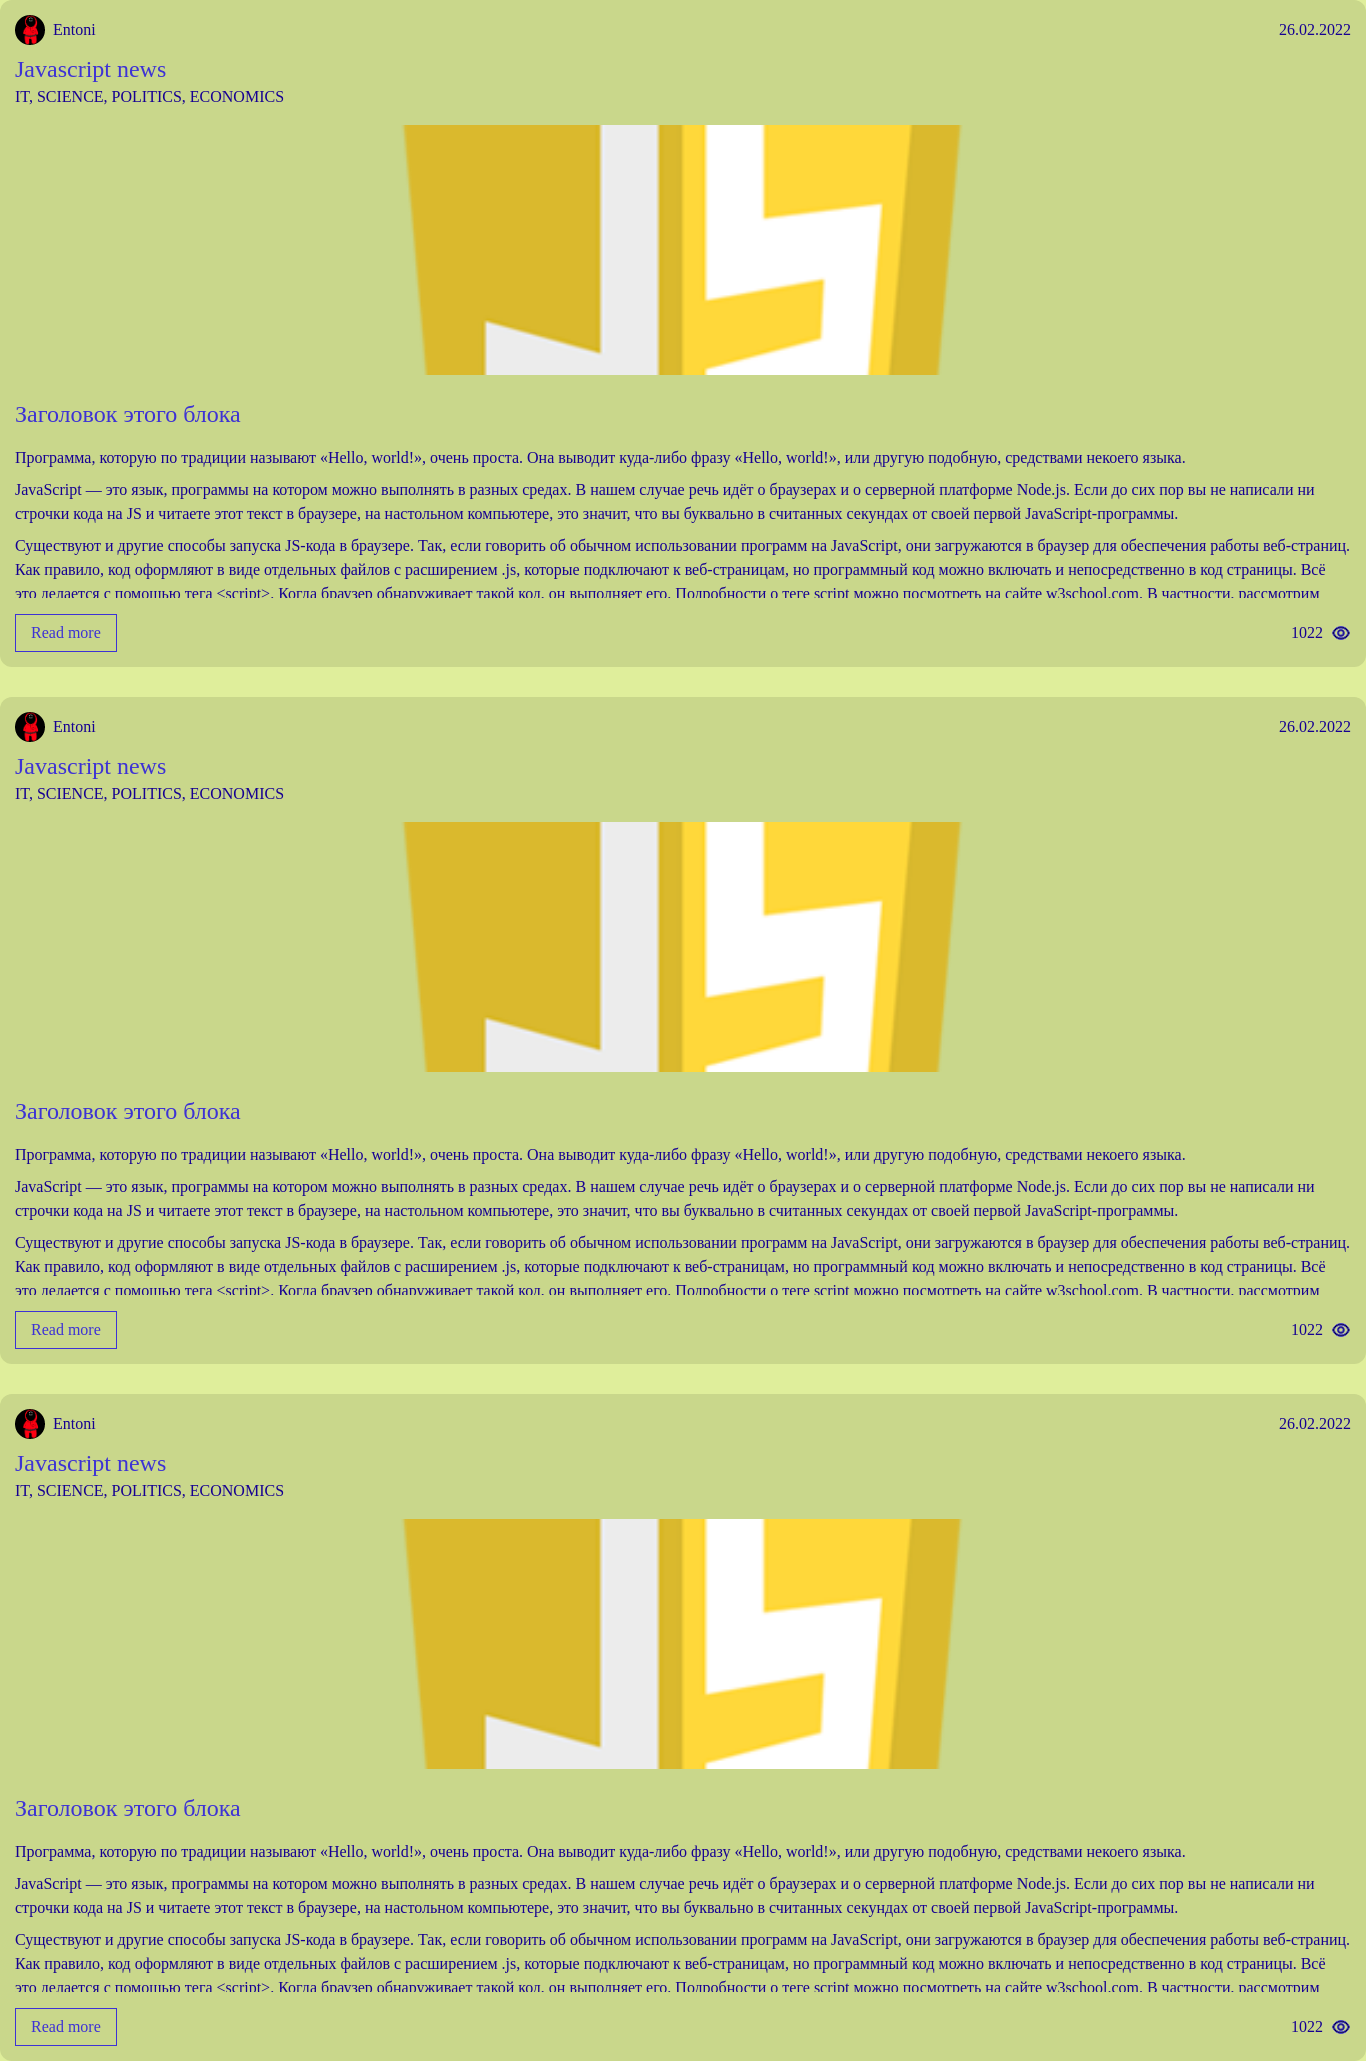 Entoni
26.02.2022
Javascript news
IT, SCIENCE, POLITICS, ECONOMICS
JS
Заголовок этого блока
Программа, которую по традиции называют «Hello, world!», очень проста. Она выводит куда-либо фразу «Hello, world!», или другую подобную, средствами некоего языка.
JavaScript — это язык, программы на котором можно выполнять в разных средах. В нашем случае речь идёт о браузерах и о серверной платформе Node.js. Если до сих пор вы не написали ни
строчки кода на JS и читаете этот текст в браузере, на настольном компьютере, это значит, что вы буквально в считанных секундах от своей первой JavaScript-программы.
Существуют и другие способы запуска JS-кода в браузере. Так, если говорить об обычном использовании программ на JavaScript, они загружаются в браузер для обеспечения работы веб-страниц.
Как правило, код оформляют в виде отдельных файлов с расширением .js, которые подключают к веб-страницам, но программный код можно включать и непосредственно в код страницы. Всё
это делается с помощью тега <script>. Когда браузер обнаруживает такой код, он выполняет его. Подробности о теге script можно посмотреть на сайте w3school.com. В частности, рассмотрим
Read more
1022
Entoni
26.02.2022
Javascript news
IT, SCIENCE, POLITICS, ECONOMICS
JS
Заголовок этого блока
Программа, которую по традиции называют «Hello, world!», очень проста. Она выводит куда-либо фразу «Hello, world!», или другую подобную, средствами некоего языка.
JavaScript — это язык, программы на котором можно выполнять в разных средах. В нашем случае речь идёт о браузерах и о серверной платформе Node.js. Если до сих пор вы не написали ни
строчки кода на JS и читаете этот текст в браузере, на настольном компьютере, это значит, что вы буквально в считанных секундах от своей первой JavaScript-программы.
Существуют и другие способы запуска JS-кода в браузере. Так, если говорить об обычном использовании программ на JavaScript, они загружаются в браузер для обеспечения работы веб-страниц.
Как правило, код оформляют в виде отдельных файлов с расширением .js, которые подключают к веб-страницам, но программный код можно включать и непосредственно в код страницы. Всё
это делается с помощью тега <script>. Когда браузер обнаруживает такой код, он выполняет его. Подробности о теге script можно посмотреть на сайте w3school.com. В частности, рассмотрим
Read more
1022
Entoni
26.02.2022
Javascript news
IT, SCIENCE, POLITICS, ECONOMICS
JS
Заголовок этого блока
Программа, которую по традиции называют «Hello, world!», очень проста. Она выводит куда-либо фразу «Hello, world!», или другую подобную, средствами некоего языка.
JavaScript — это язык, программы на котором можно выполнять в разных средах. В нашем случае речь идёт о браузерах и о серверной платформе Node.js. Если до сих пор вы не написали ни
строчки кода на JS и читаете этот текст в браузере, на настольном компьютере, это значит, что вы буквально в считанных секундах от своей первой JavaScript-программы.
Существуют и другие способы запуска JS-кода в браузере. Так, если говорить об обычном использовании программ на JavaScript, они загружаются в браузер для обеспечения работы веб-страниц.
Как правило, код оформляют в виде отдельных файлов с расширением .js, которые подключают к веб-страницам, но программный код можно включать и непосредственно в код страницы. Всё
это делается с помощью тега <script>. Когда браузер обнаруживает такой код, он выполняет его. Подробности о теге script можно посмотреть на сайте w3school.com. В частности, рассмотрим
Read more
1022